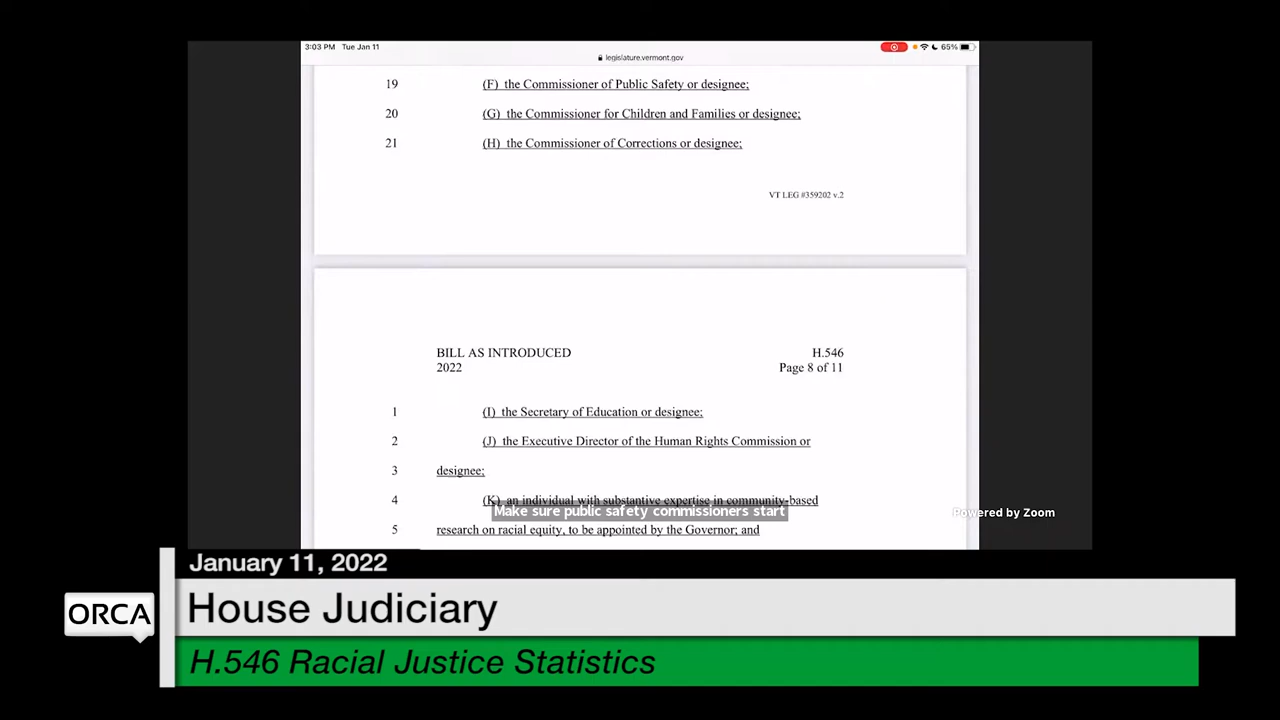 3:03 PM Tue Jan 11
65%
legislature.vermont.gov
19 (F) the Commissioner of Public Safety or designee;
20 (G) the Commissioner for Children and Families or designee;
21 (H) the Commissioner of Corrections or designee;
VT LEG #359202 v.2
BILL AS INTRODUCED H.546
2022 Page 8 of 11
1 (I) the Secretary of Education or designee;
2 (J) the Executive Director of the Human Rights Commission or
3 designee;
4 (K) an individual with substantive expertise in community-based
Make sure public safety commissioners start
Powered by Zoom
5 research on racial equity, to be appointed by the Governor; and
January 11, 2022
ORCA
House Judiciary
H.546 Racial Justice Statistics